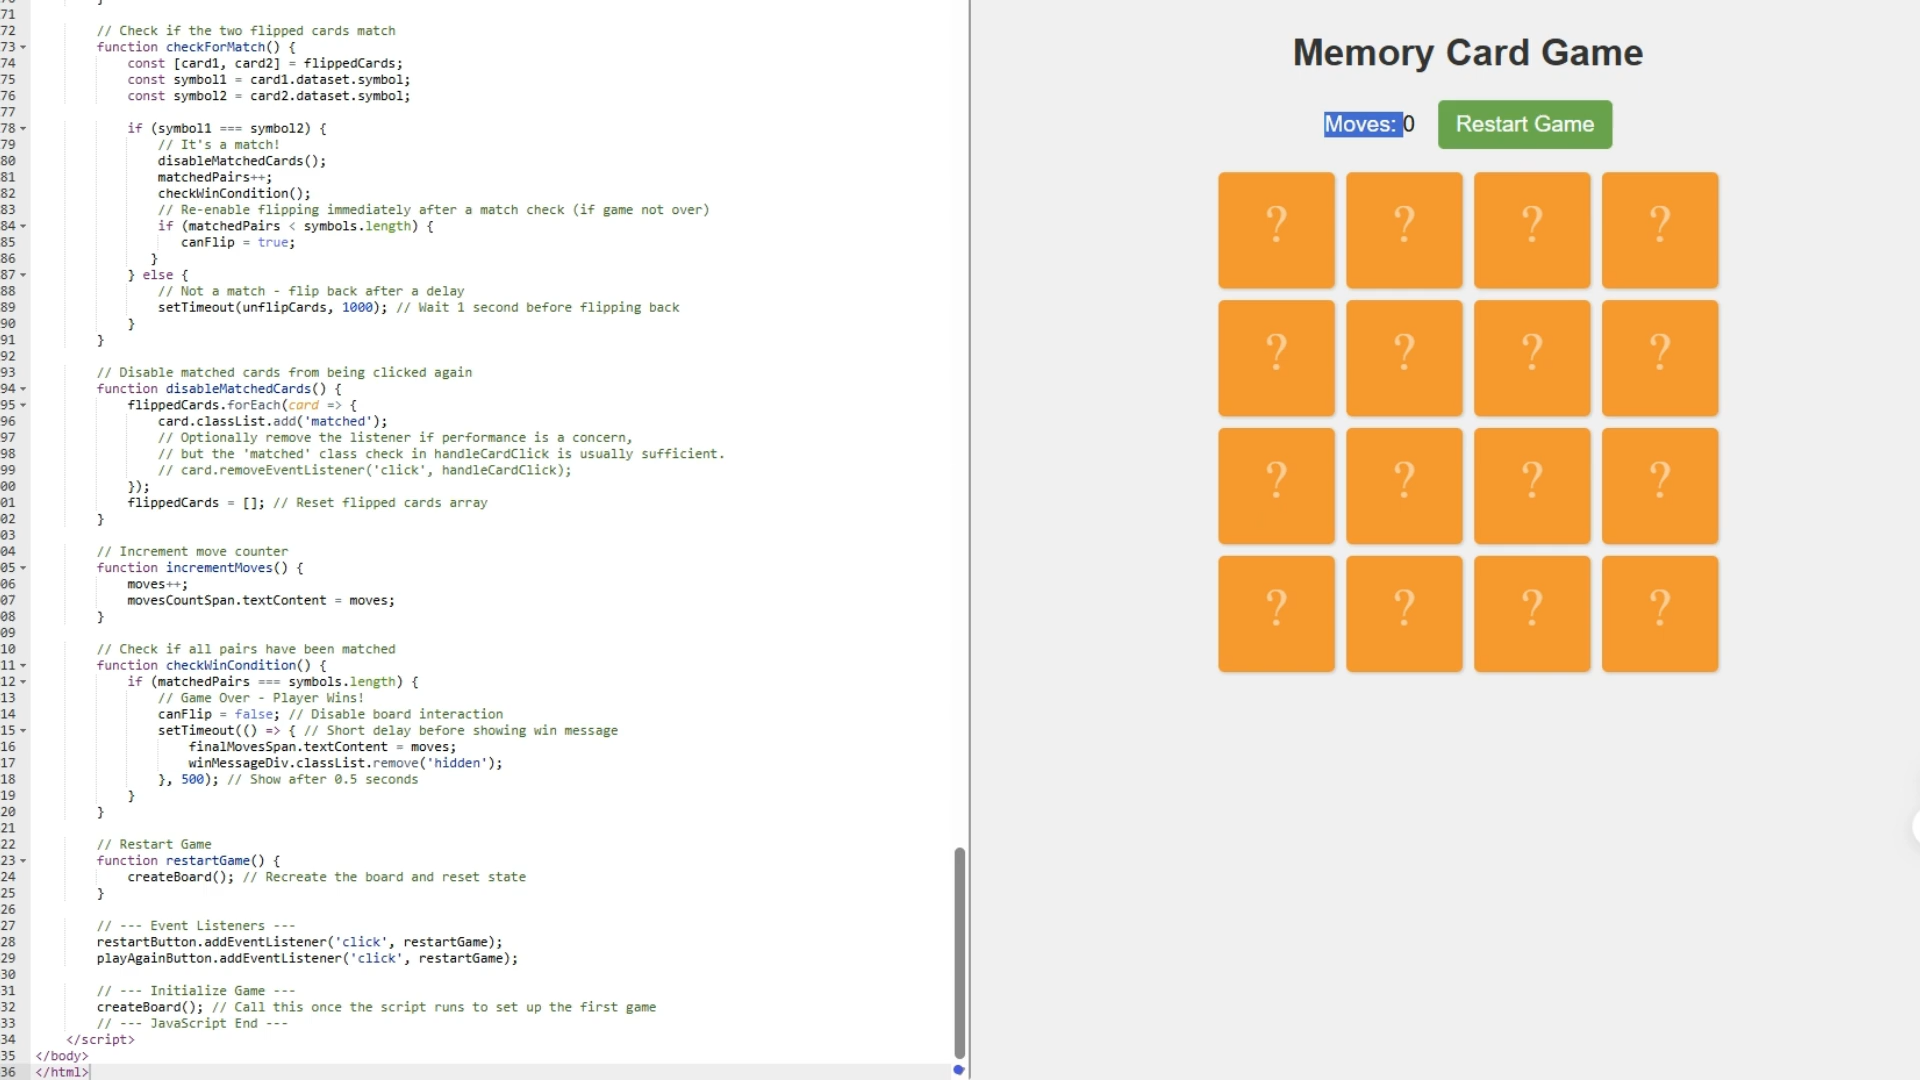 71
72 // Check if the two flipped cards match
73 function checkForMatch() {
74 const [card1, card2] = flippedCards;
75 const symbol1 = card1.dataset.symbol;
76 const symbol2 = card2.dataset.symbol;
77
78 if (symbol1 === symbol2) {
79 // It's a match!
80 disableMatchedCards();
81 matchedPairs++;
82 checkWinCondition();
83 // Re-enable flipping immediately after a match check (if game not over)
84 if (matchedPairs < symbols.length) {
85 canFlip = true;
86 }
87 } else {
88 // Not a match - flip back after a delay
89 setTimeout(unflipCards, 1000); // Wait 1 second before flipping back
90 }
91 }
92
93 // Disable matched cards from being clicked again
94 function disableMatchedCards() {
95 flippedCards.forEach(card => {
96 card.classList.add('matched');
97 // Optionally remove the listener if performance is a concern,
98 // but the 'matched' class check in handleCardClick is usually sufficient.
99 // card.removeEventListener('click', handleCardClick);
00 });
01 flippedCards = []; // Reset flipped cards array
02 }
03
04 // Increment move counter
05 function incrementMoves() {
06 moves++;
07 movesCountSpan.textContent = moves;
08 }
09
10 // Check if all pairs have been matched
11 function checkWinCondition() {
12 if (matchedPairs === symbols.length) {
13 // Game Over - Player Wins!
14 canFlip = false; // Disable board interaction
15 setTimeout(() => { // Short delay before showing win message
16 finalMovesSpan.textContent = moves;
17 winMessageDiv.classList.remove('hidden');
18 }, 500); // Show after 0.5 seconds
19 }
20 }
21
22 // Restart Game
23 function restartGame() {
24 createBoard(); // Recreate the board and reset state
25 }
26
27 // --- Event Listeners ---
28 restartButton.addEventListener('click', restartGame);
29 playAgainButton.addEventListener('click', restartGame);
30
31 // --- Initialize Game ---
32 createBoard(); // Call this once the script runs to set up the first game
33 // --- JavaScript End ---
34 </script>
35 </body>
36 </html>
Memory Card Game
Moves: 0 Restart Game
? ? ? ?
? ? ? ?
? ? ? ?
? ? ? ?